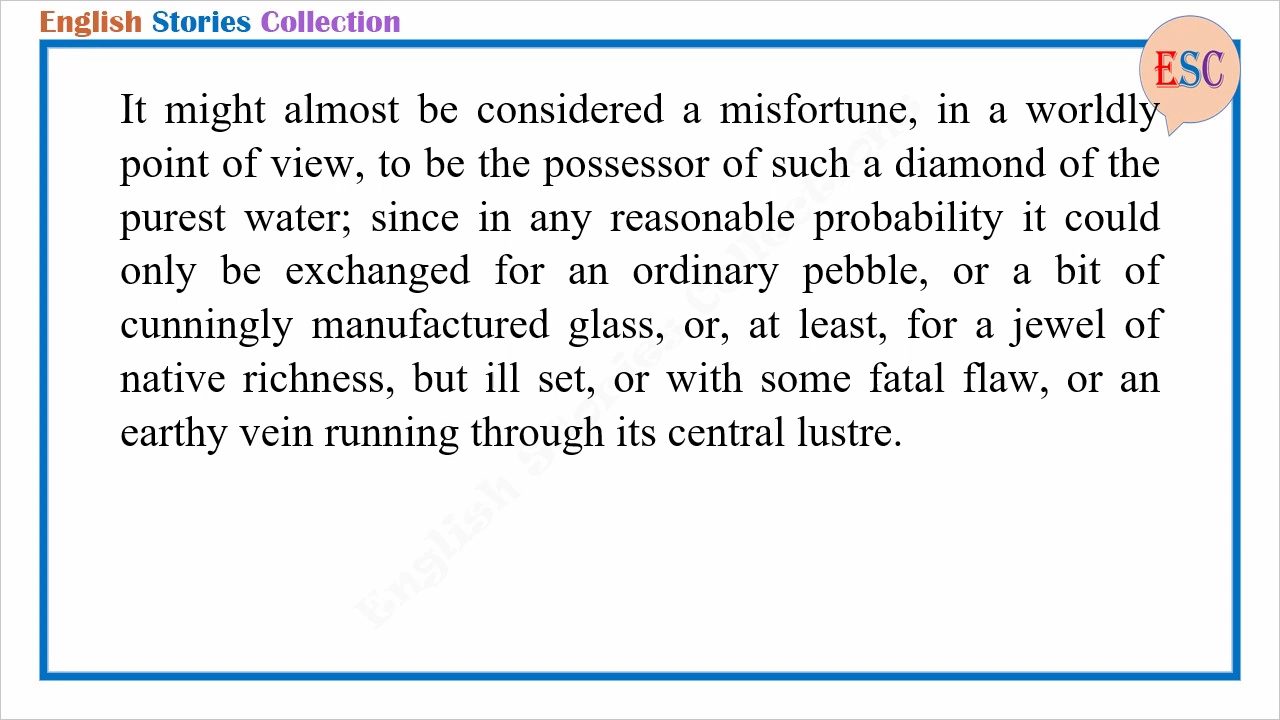 English Stories Collection
ESC
It might almost be considered a misfortune, in a worldly
point of view, to be the possessor of such a diamond of the
purest water; since in any reasonable probability it could
only be exchanged for an ordinary pebble, or a bit of
cunningly manufactured glass, or, at least, for a jewel of
native richness, but ill set, or with some fatal flaw, or an
earthy vein running through its central lustre.
English Stories Collections